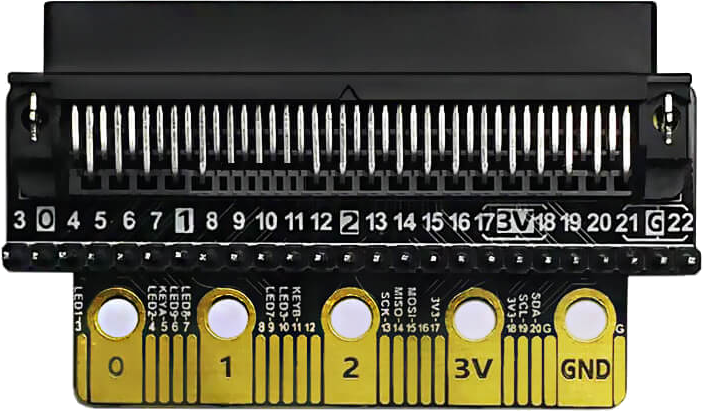 3 0 4 5 6 7 1 8 9 10 11 12 2 13 14 15 16 17 3V 18 19 20 21 G 22
LED1- 3
LED2- 4
KEYA- 5
LED9- 6
LED8- 7
8
LED7- 9
LED3- 10
KEYB- 11
12
SCK- 13
MISO- 14
MOSI- 15
16
17
3V3-
3V3- 18
SCL- 19
SDA- 20
G
G
0 1 2 3V GND